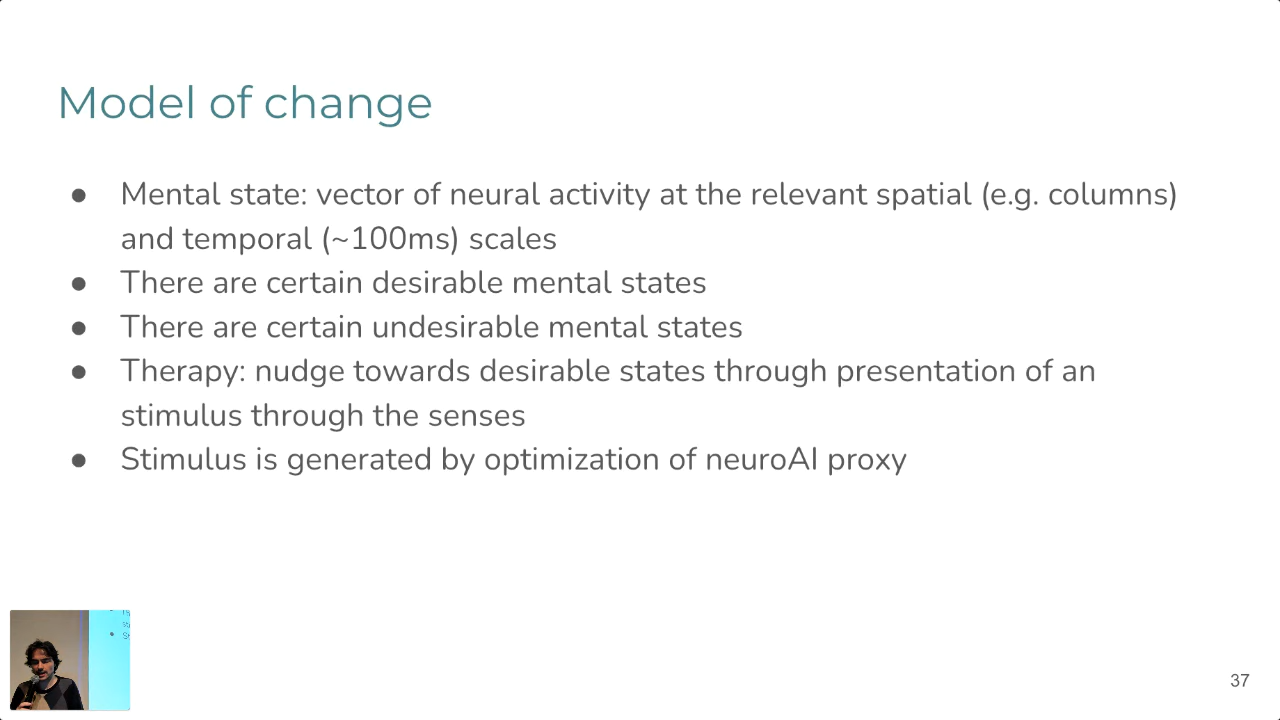 Model of change
● Mental state: vector of neural activity at the relevant spatial (e.g. columns)
and temporal (~100ms) scales
● There are certain desirable mental states
● There are certain undesirable mental states
● Therapy: nudge towards desirable states through presentation of an
stimulus through the senses
● Stimulus is generated by optimization of neuroAI proxy
37